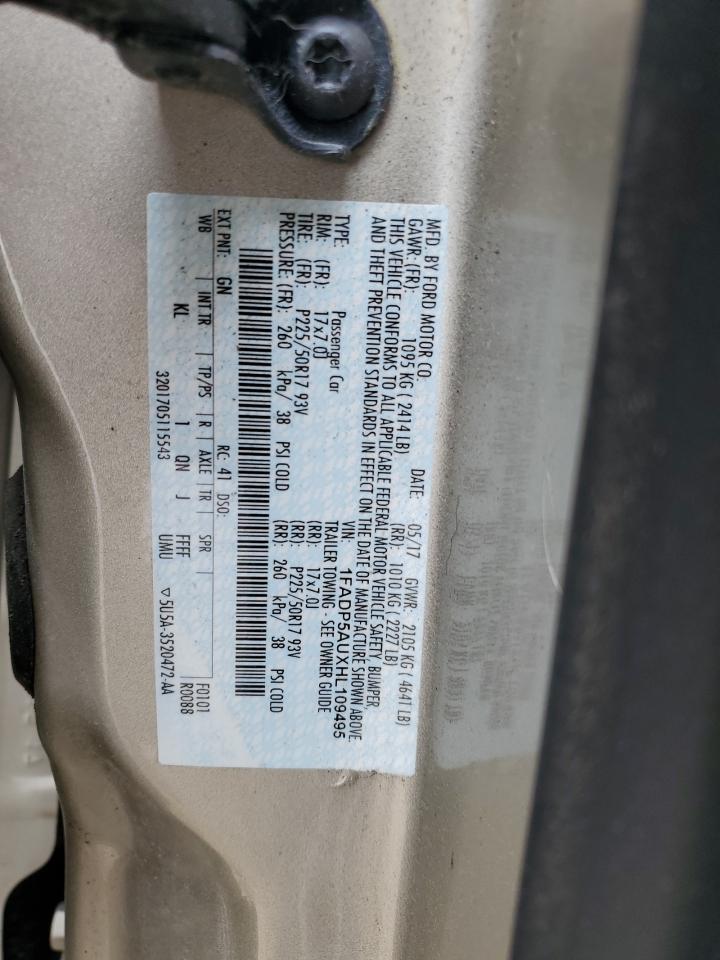 MFD. BY FORD MOTOR CO.
DATE: 05/17 GVWR: 2105 KG ( 4641 LB)
GAWR: (FR): 1095 KG ( 2414 LB) (RR): 1010 KG ( 2227 LB)
THIS VEHICLE CONFORMS TO ALL APPLICABLE FEDERAL MOTOR VEHICLE SAFETY, BUMPER,
AND THEFT PREVENTION STANDARDS IN EFFECT ON THE DATE OF MANUFACTURE SHOWN ABOVE.
VIN: 1FADP5AUXHL109495
TYPE: Passenger Car TRAILER TOWING - SEE OWNER GUIDE
RIM: (FR): 17x7.0J (RR): 17x7.0J
TIRE: (FR): P225/50R17 93V (RR): P225/50R17 93V
PRESSURE: (FR): 260 kPa/ 38 PSI COLD (RR): 260 kPa/ 38 PSI COLD
EXT PNT: GN RC: 41 DSO: F0101
WB INT TR TP/PS R AXLE TR SPR R0088
KL 1 QN J FFFF
3201705115543 UMU ▽5U5A-3520472-AA